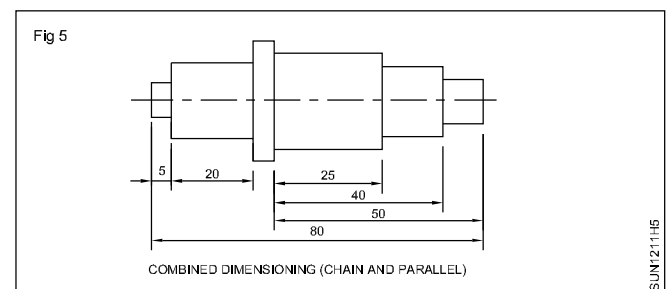 Fig 5
5
20
25
40
50
80
COMBINED DIMENSIONING (CHAIN AND PARALLEL)
SUN1211H5